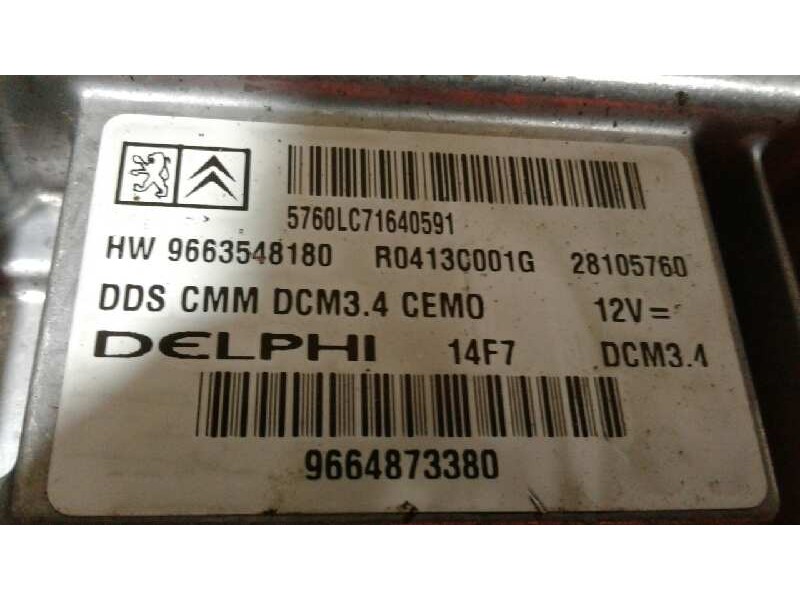 5760LC71640591
HW 9663548180 R0413C001G 28105760
DDS CMM DCM3.4 CEMO 12V =
DELPHI 14F7 DCM3.4
9664873380